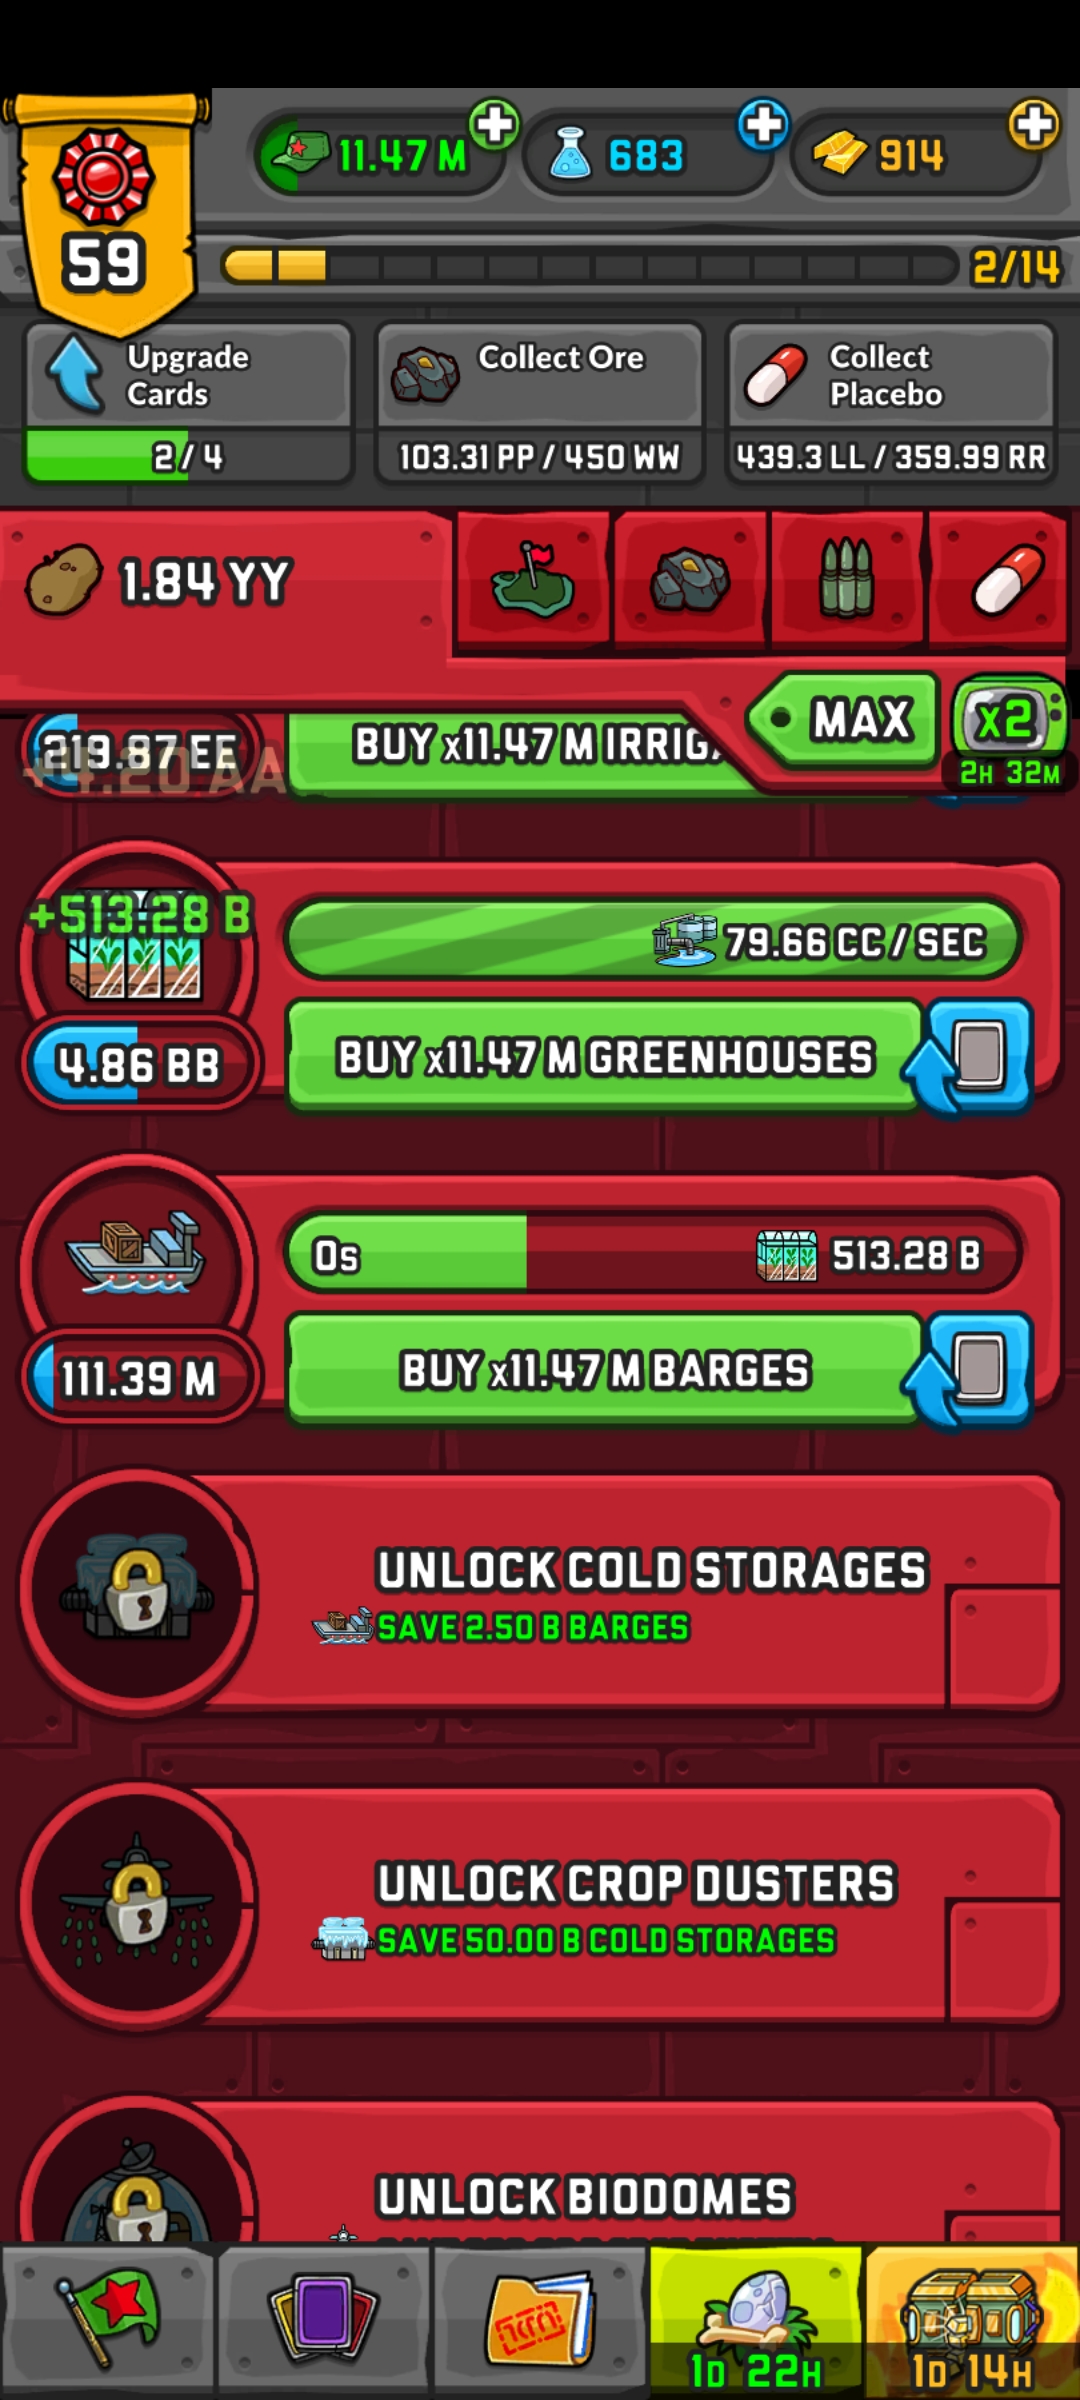 11.47 M
683
914
59
2/14
Upgrade
Cards
2/4
Collect Ore
103.31 PP / 450 WW
Collect
Placebo
439.3 LL / 359.99 RR
1.84 YY
MAX
x2
2H 32M
219.87 EE
+4.20 AA
BUY x11.47 M IRRIGA
+513.28 B
79.66 CC / SEC
4.86 BB
BUY x11.47 M GREENHOUSES
0s
513.28 B
111.39 M
BUY x11.47 M BARGES
UNLOCK COLD STORAGES
SAVE 2.50 B BARGES
UNLOCK CROP DUSTERS
SAVE 50.00 B COLD STORAGES
UNLOCK BIODOMES
1D 22H
1D 14H